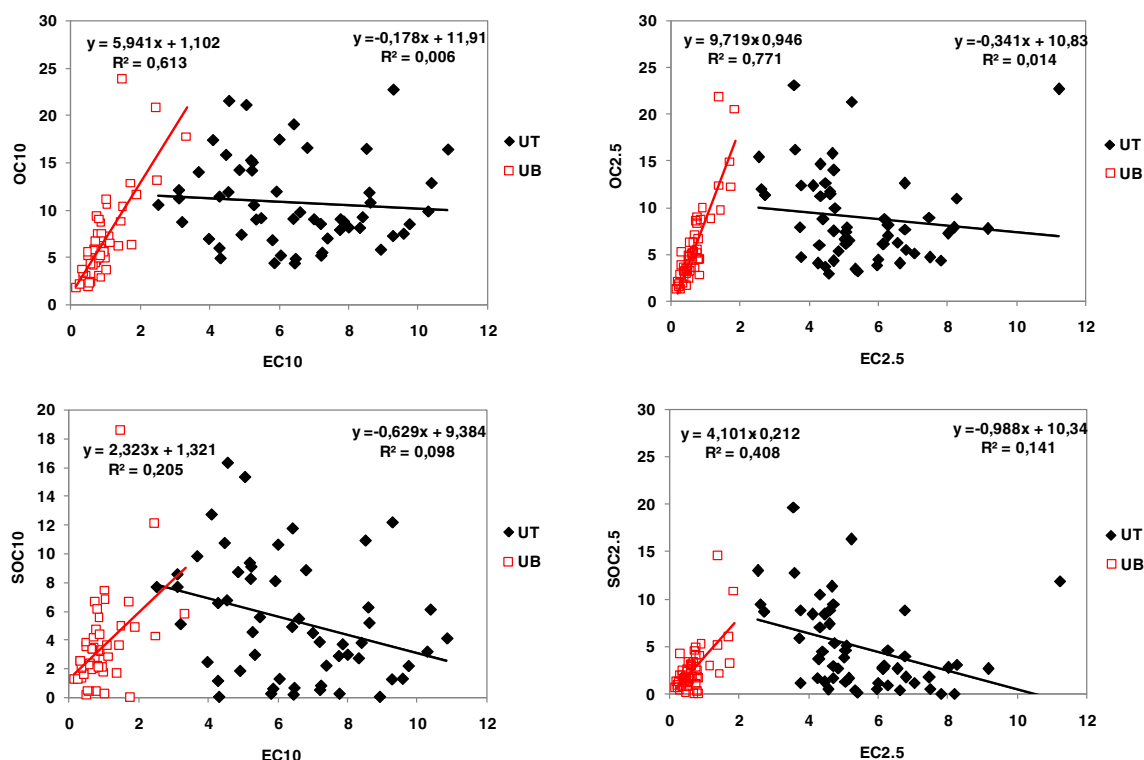 30
25
20
15
10
5
0
0 2 4 6 8 10 12
OC10
EC10
y = 5,941x + 1,102
R² = 0,613
y =-0,178x + 11,91
R² = 0,006
UT
UB
30
25
20
15
10
5
0
0 2 4 6 8 10 12
OC2.5
EC2.5
y = 9,719x 0,946
R² = 0,771
y =-0,341x + 10,83
R² = 0,014
UT
UB
20
18
16
14
12
10
8
6
4
2
0
0 2 4 6 8 10 12
SOC10
EC10
y = 2,323x + 1,321
R² = 0,205
y =-0,629x + 9,384
R² = 0,098
UT
UB
30
25
20
15
10
5
0
0 2 4 6 8 10 12
SOC2.5
EC2.5
y = 4,101x 0,212
R² = 0,408
y =-0,988x + 10,34
R² = 0,141
UT
UB